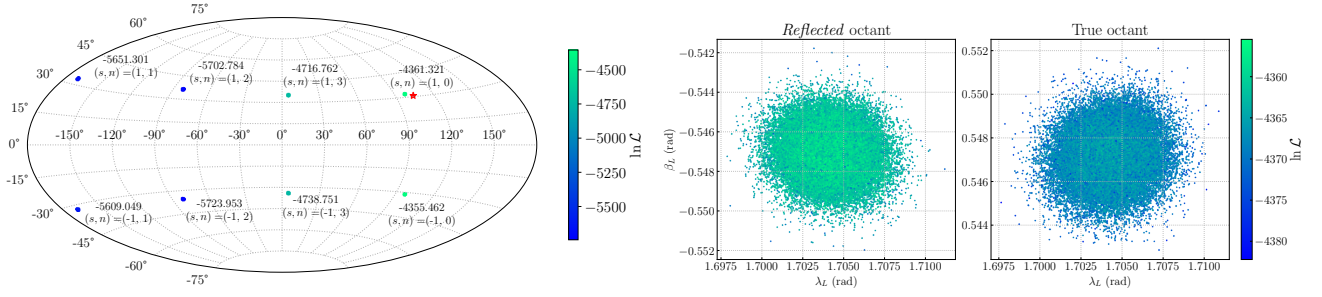 75°
60°
45°
30°
15°
0°
-15°
-30°
-45°
-60°
-75°
-150° -120° -90° -60° -30° 0° 30° 60° 90° 120° 150°
-5651.301
(s, n) =(1, 1)
-5702.784
(s, n) =(1, 2)
-4716.762
(s, n) =(1, 3)
-4361.321
(s, n) =(1, 0)
-5609.049
(s, n) =(-1, 1)
-5723.953
(s, n) =(-1, 2)
-4738.751
(s, n) =(-1, 3)
-4355.462
(s, n) =(-1, 0)
−4500
−4750
−5000
−5250
−5500
ln ℒ
Reflected octant
−0.542
−0.544
−0.546
−0.548
−0.550
−0.552
β_L (rad)
1.6975 1.7000 1.7025 1.7050 1.7075 1.7100
λ_L (rad)
True octant
0.552
0.550
0.548
0.546
0.544
1.6975 1.7000 1.7025 1.7050 1.7075 1.7100
λ_L (rad)
−4360
−4365
−4370
−4375
−4380
ln ℒ